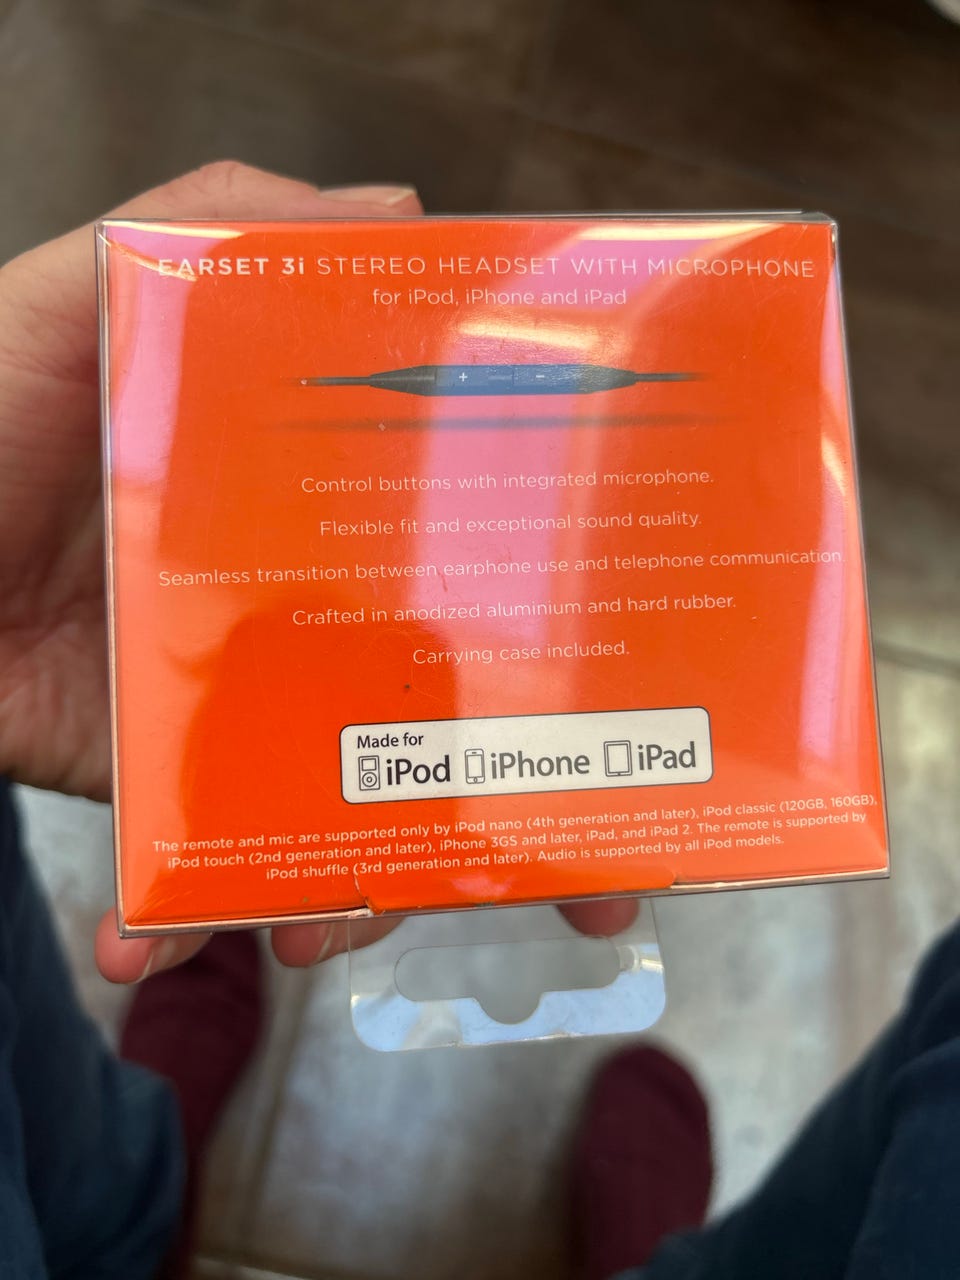 EARSET 3i STEREO HEADSET WITH MICROPHONE
for iPod, iPhone and iPad
+ −
Control buttons with integrated microphone.
Flexible fit and exceptional sound quality.
Seamless transition between earphone use and telephone communication.
Crafted in anodized aluminium and hard rubber.
Carrying case included.
Made for
iPod iPhone iPad
The remote and mic are supported only by iPod nano (4th generation and later), iPod classic (120GB, 160GB),
iPod touch (2nd generation and later), iPhone 3GS and later, iPad, and iPad 2. The remote is supported by
iPod shuffle (3rd generation and later). Audio is supported by all iPod models.